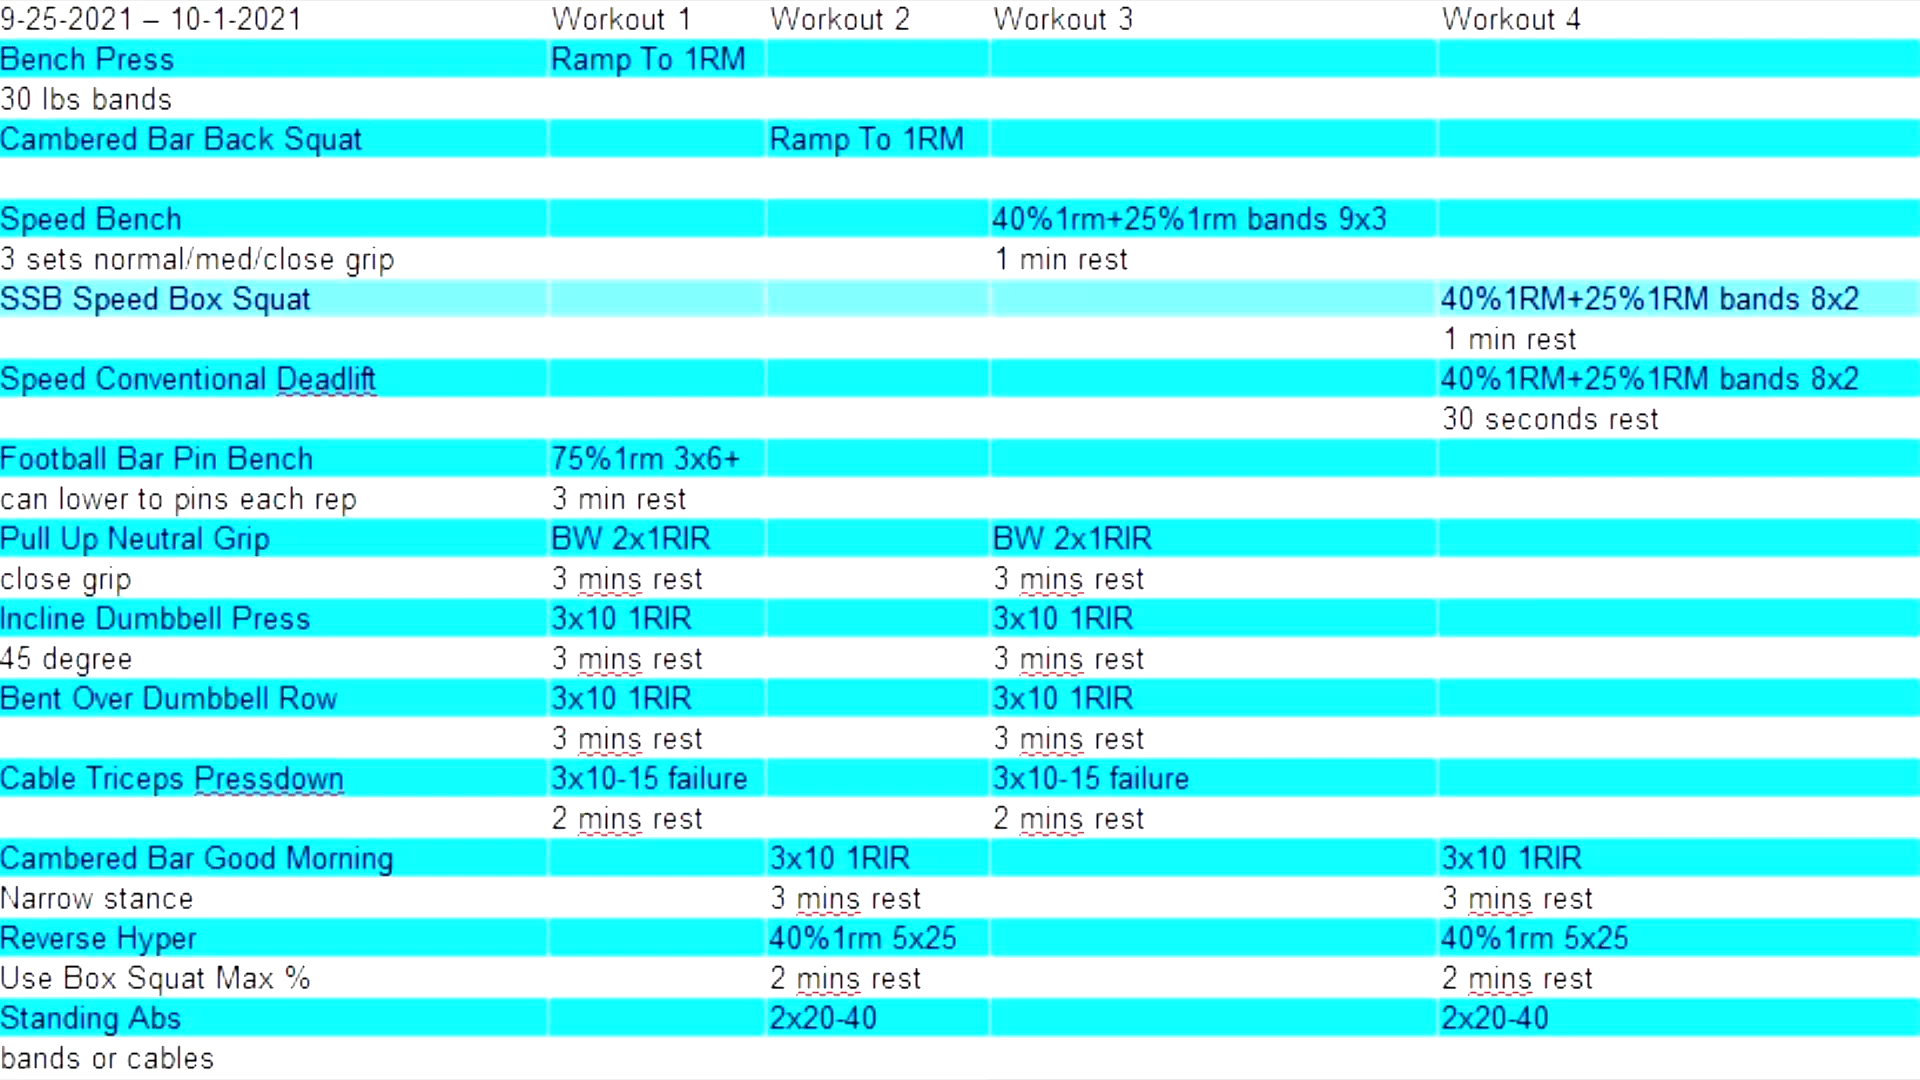 9-25-2021 – 10-1-2021 Workout 1 Workout 2 Workout 3 Workout 4
Bench Press Ramp To 1RM
30 lbs bands
Cambered Bar Back Squat Ramp To 1RM
Speed Bench 40%1rm+25%1rm bands 9x3
3 sets normal/med/close grip 1 min rest
SSB Speed Box Squat 40%1RM+25%1RM bands 8x2
1 min rest
Speed Conventional Deadlift 40%1RM+25%1RM bands 8x2
30 seconds rest
Football Bar Pin Bench 75%1rm 3x6+
can lower to pins each rep 3 min rest
Pull Up Neutral Grip BW 2x1RIR BW 2x1RIR
close grip 3 mins rest 3 mins rest
Incline Dumbbell Press 3x10 1RIR 3x10 1RIR
45 degree 3 mins rest 3 mins rest
Bent Over Dumbbell Row 3x10 1RIR 3x10 1RIR
3 mins rest 3 mins rest
Cable Triceps Pressdown 3x10-15 failure 3x10-15 failure
2 mins rest 2 mins rest
Cambered Bar Good Morning 3x10 1RIR 3x10 1RIR
Narrow stance 3 mins rest 3 mins rest
Reverse Hyper 40%1rm 5x25 40%1rm 5x25
Use Box Squat Max % 2 mins rest 2 mins rest
Standing Abs 2x20-40 2x20-40
bands or cables